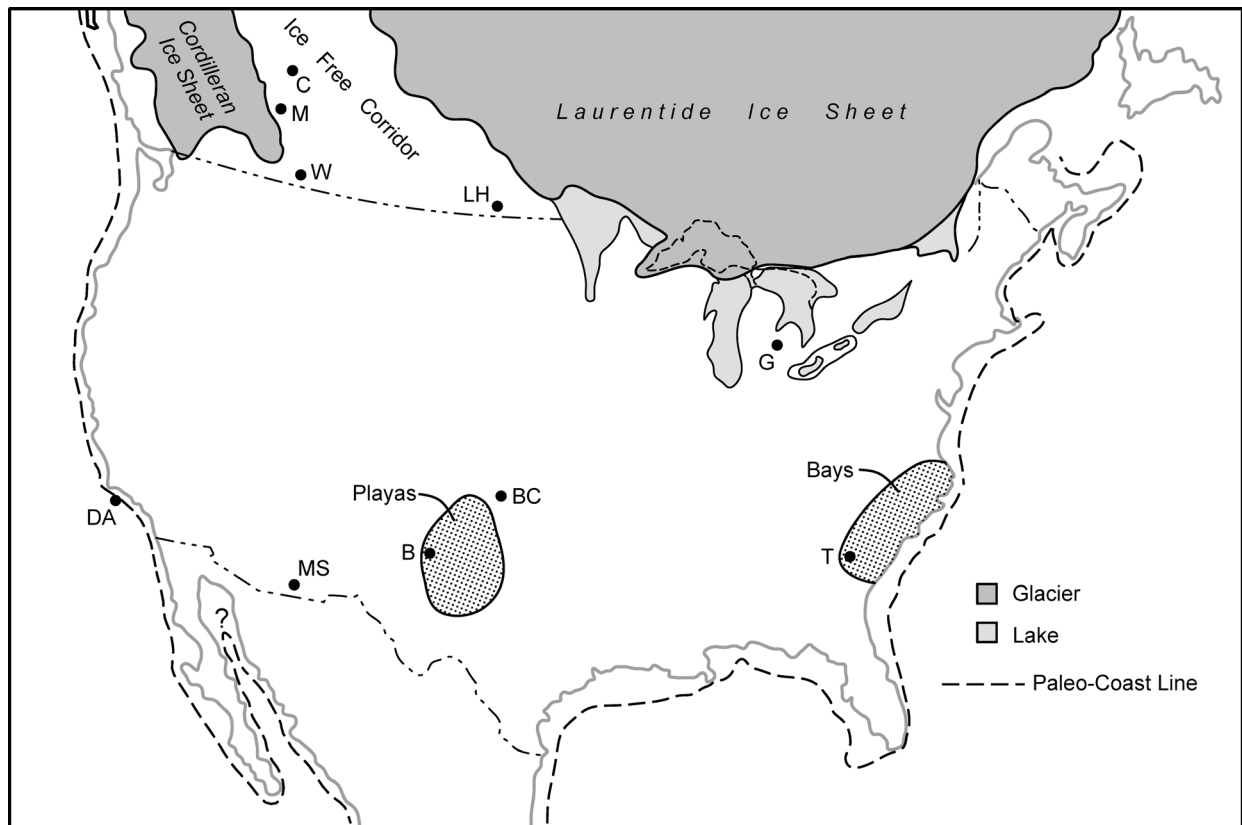 Cordilleran
Ice Sheet
Ice Free Corridor
C
M
W
LH
Laurentide Ice Sheet
G
Playas
BC
B
DA
MS
?
Bays
T
Glacier
Lake
Paleo-Coast Line